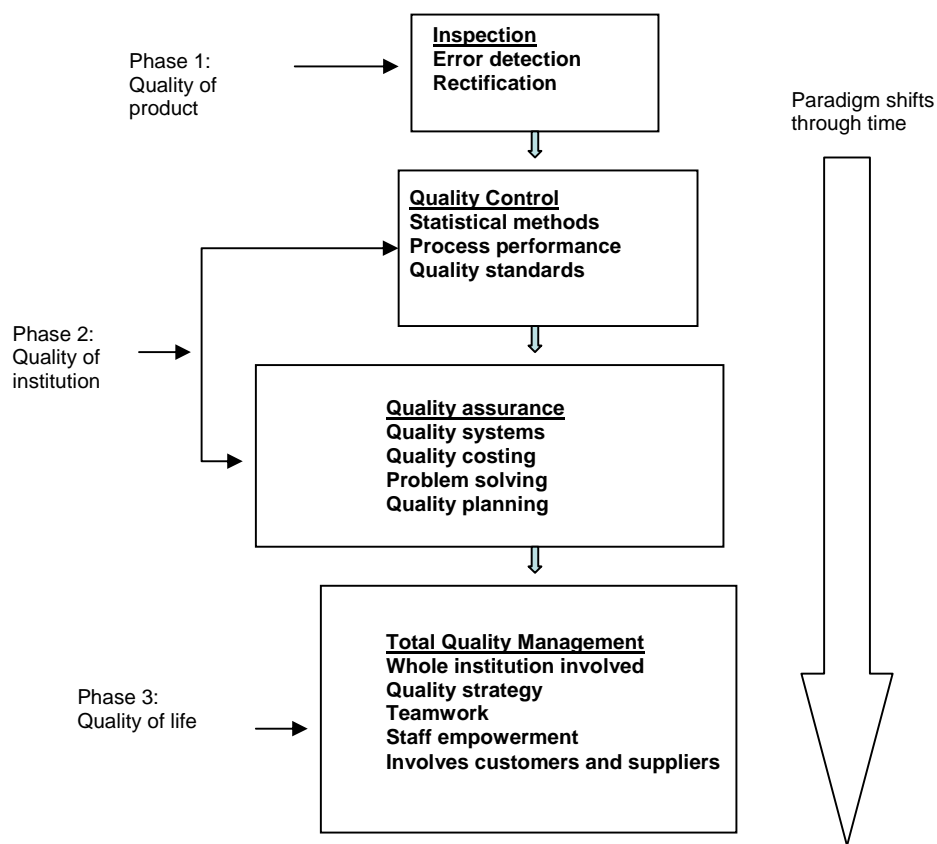 Phase 1:
Quality of
product
Inspection
Error detection
Rectification
Paradigm shifts
through time
Quality Control
Statistical methods
Process performance
Quality standards
Phase 2:
Quality of
institution
Quality assurance
Quality systems
Quality costing
Problem solving
Quality planning
Phase 3:
Quality of life
Total Quality Management
Whole institution involved
Quality strategy
Teamwork
Staff empowerment
Involves customers and suppliers